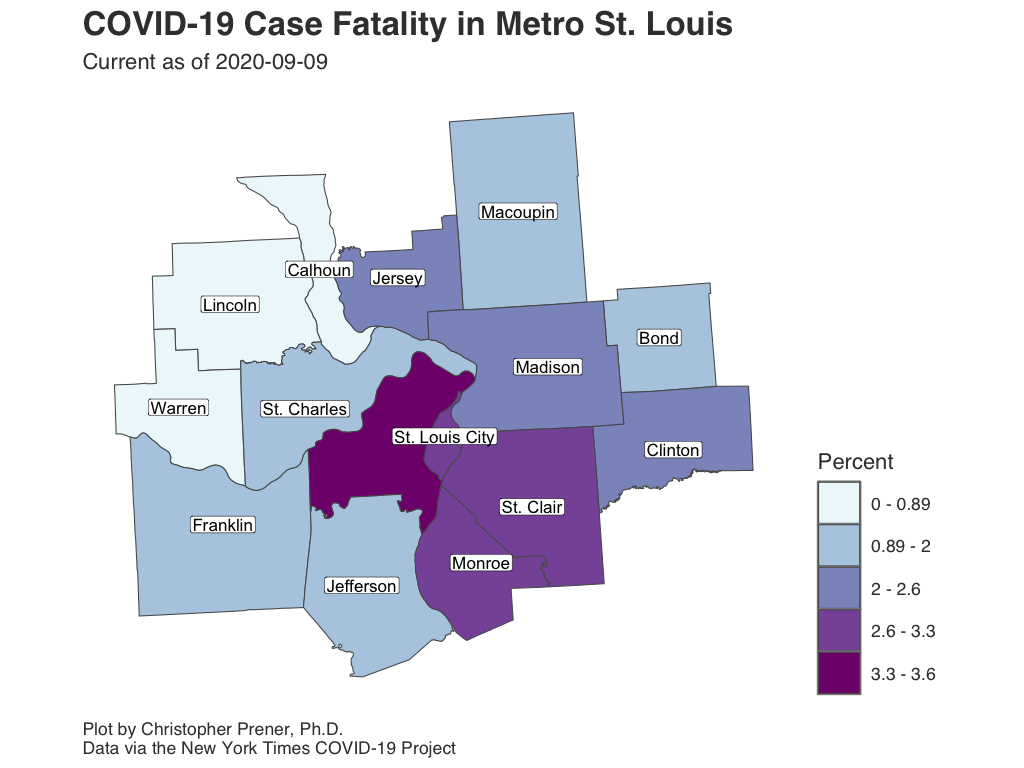 COVID-19 Case Fatality in Metro St. Louis
Current as of 2020-09-09
Macoupin
Calhoun
Jersey
Lincoln
Bond
Madison
Warren
St. Charles
St. Louis City
Clinton
St. Clair
Franklin
Monroe
Jefferson
Percent
0 - 0.89
0.89 - 2
2 - 2.6
2.6 - 3.3
3.3 - 3.6
Plot by Christopher Prener, Ph.D.
Data via the New York Times COVID-19 Project